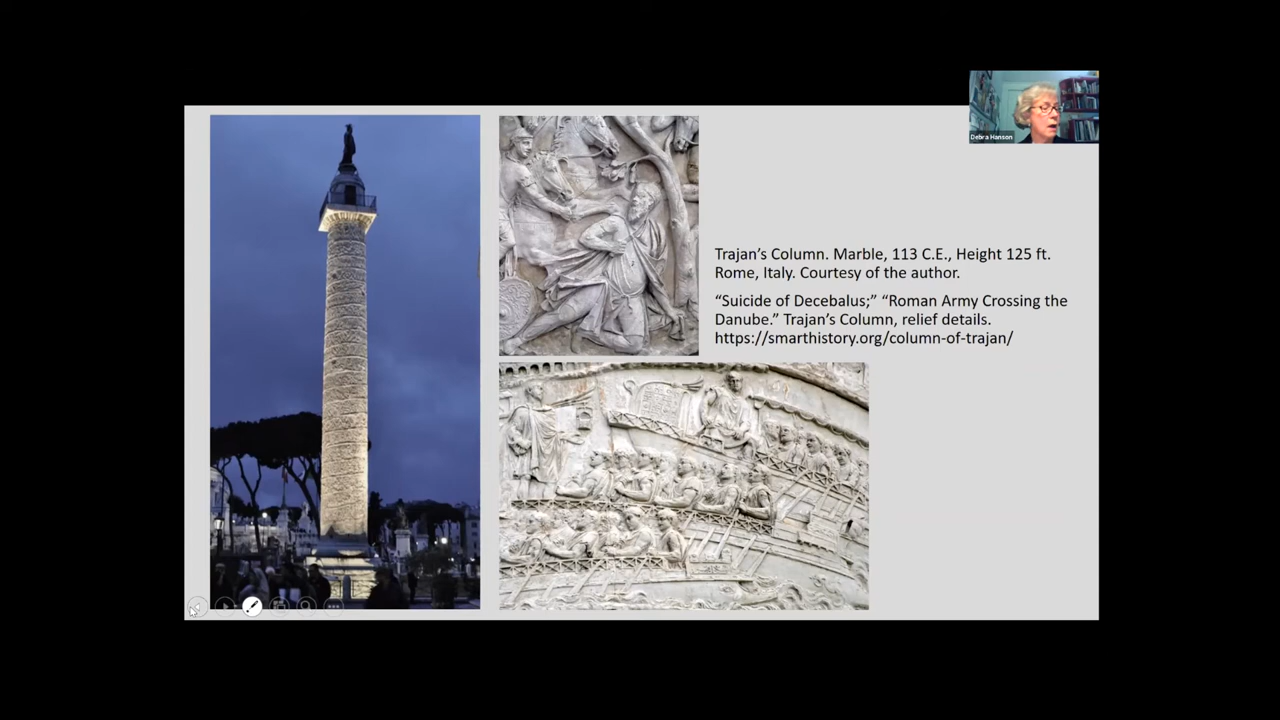 Debra Hanson
Trajan’s Column. Marble, 113 C.E., Height 125 ft.
Rome, Italy. Courtesy of the author.
“Suicide of Decebalus;” “Roman Army Crossing the
Danube.” Trajan’s Column, relief details.
https://smarthistory.org/column-of-trajan/